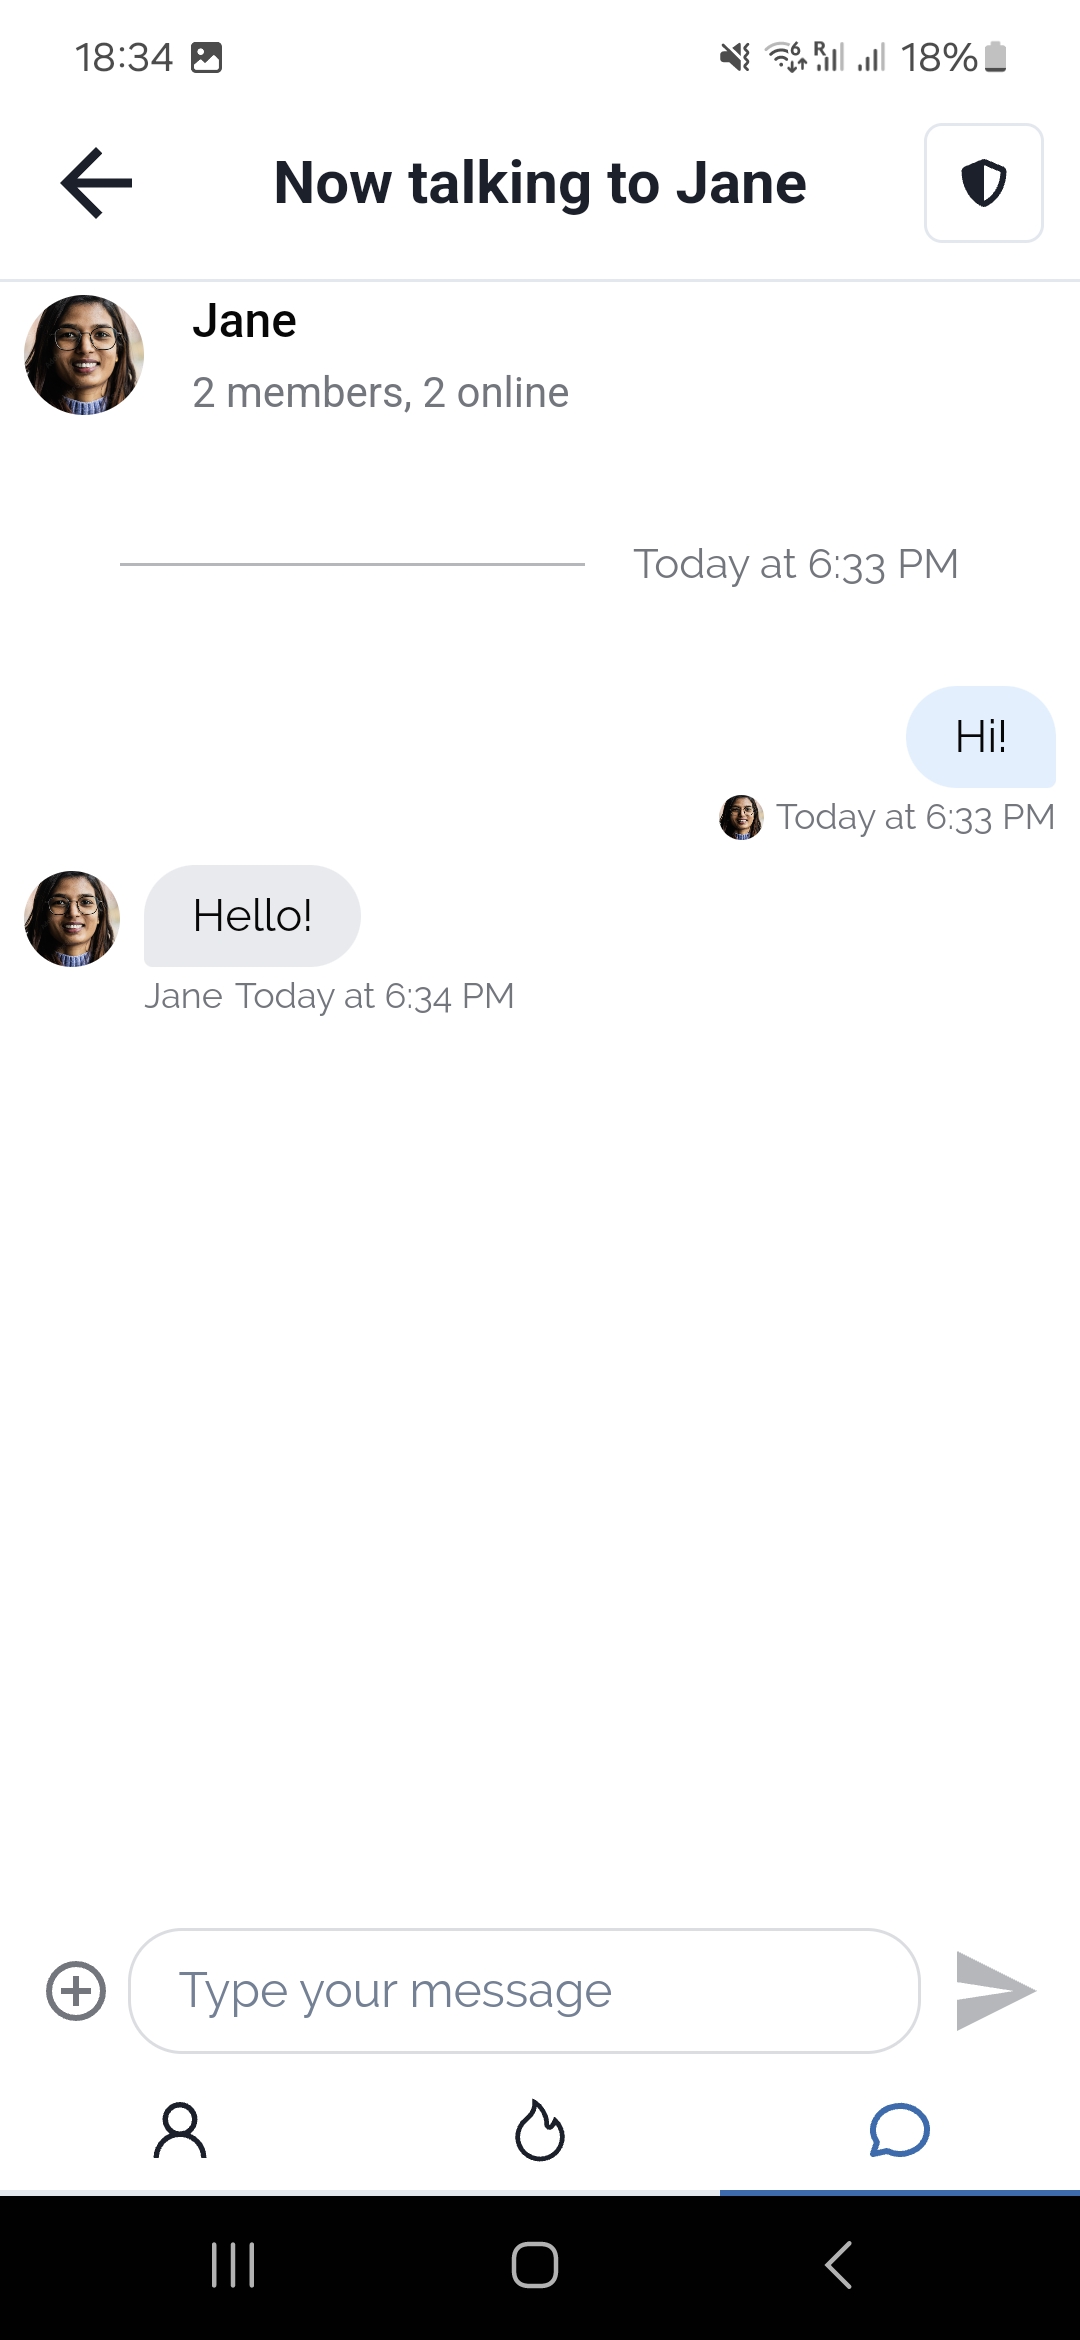 18:34
6 R 18%
Now talking to Jane
Jane
2 members, 2 online
Today at 6:33 PM
Hi!
Today at 6:33 PM
Hello!
Jane Today at 6:34 PM
Type your message